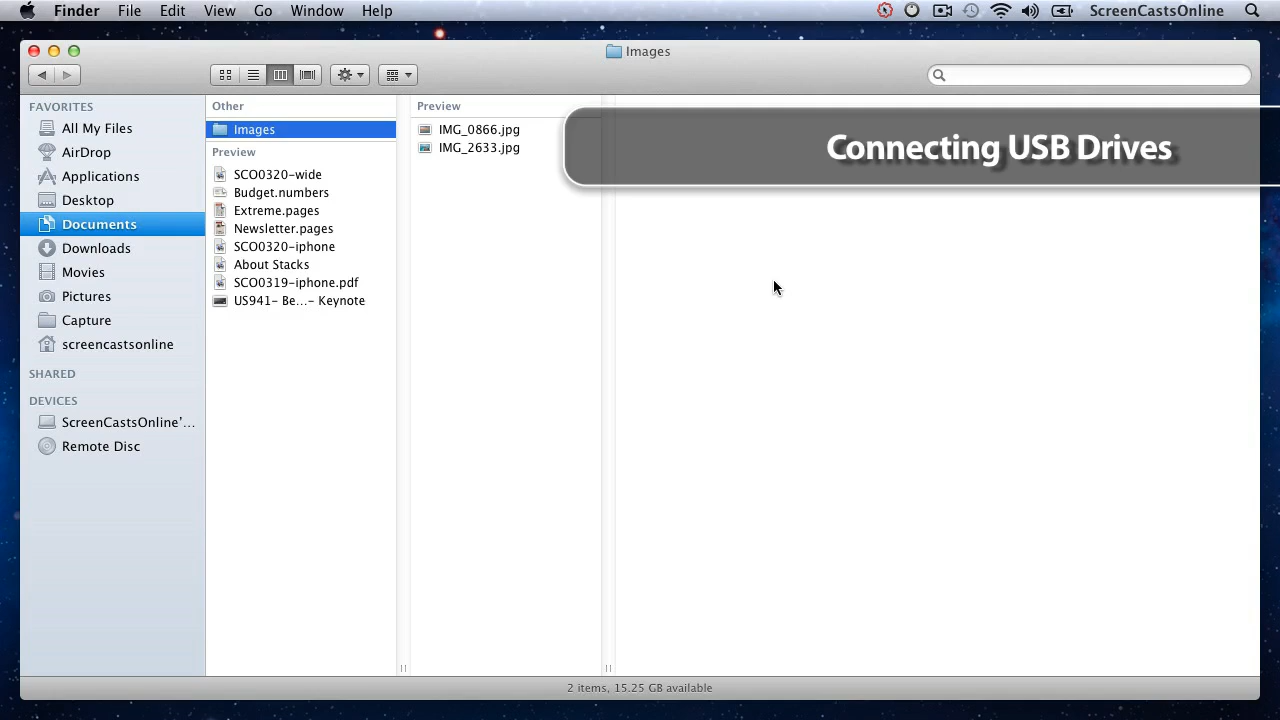 Finder File Edit View Go Window Help ScreenCastsOnline
Images
FAVORITES
All My Files
AirDrop
Applications
Desktop
Documents
Downloads
Movies
Pictures
Capture
screencastsonline
SHARED
DEVICES
ScreenCastsOnline'...
Remote Disc
Other
Images
Preview
SCO0320-wide
Budget.numbers
Extreme.pages
Newsletter.pages
SCO0320-iphone
About Stacks
SCO0319-iphone.pdf
US941- Be...- Keynote
Preview
IMG_0866.jpg
IMG_2633.jpg
Connecting USB Drives
2 items, 15.25 GB available